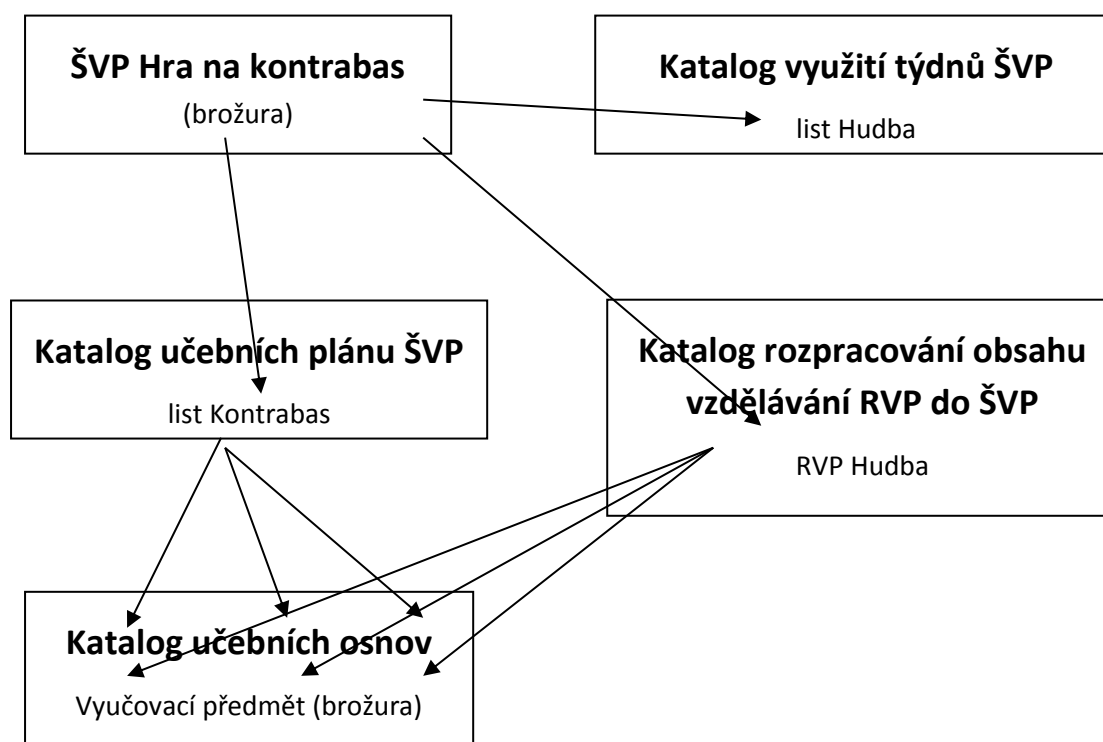 ŠVP Hra na kontrabas
(brožura)
Katalog využití týdnů ŠVP
list Hudba
Katalog učebních plánu ŠVP
list Kontrabas
Katalog rozpracování obsahu
vzdělávání RVP do ŠVP
RVP Hudba
Katalog učebních osnov
Vyučovací předmět (brožura)